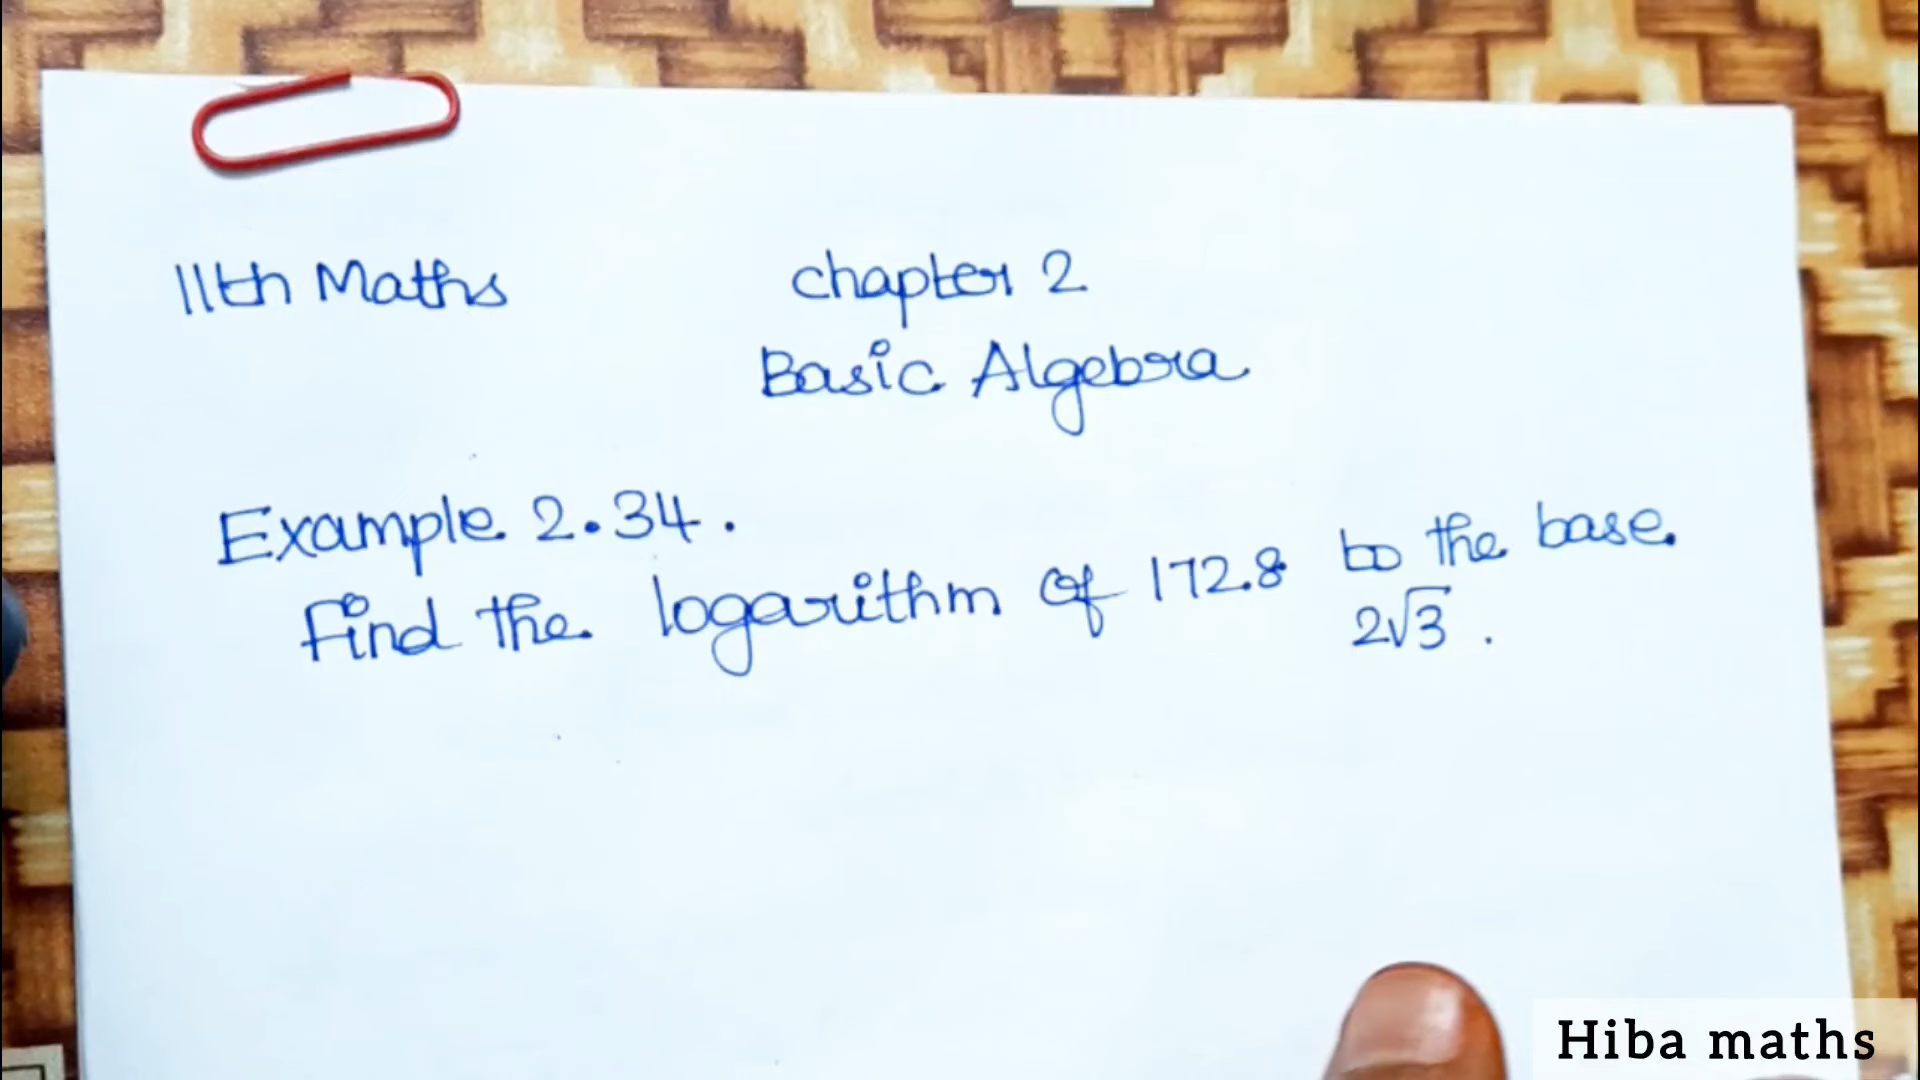 11th Maths
chapter 2
Basic Algebra
Example 2.34.
Find the logarithm of 172.8 to the base
2√3.
Hiba maths